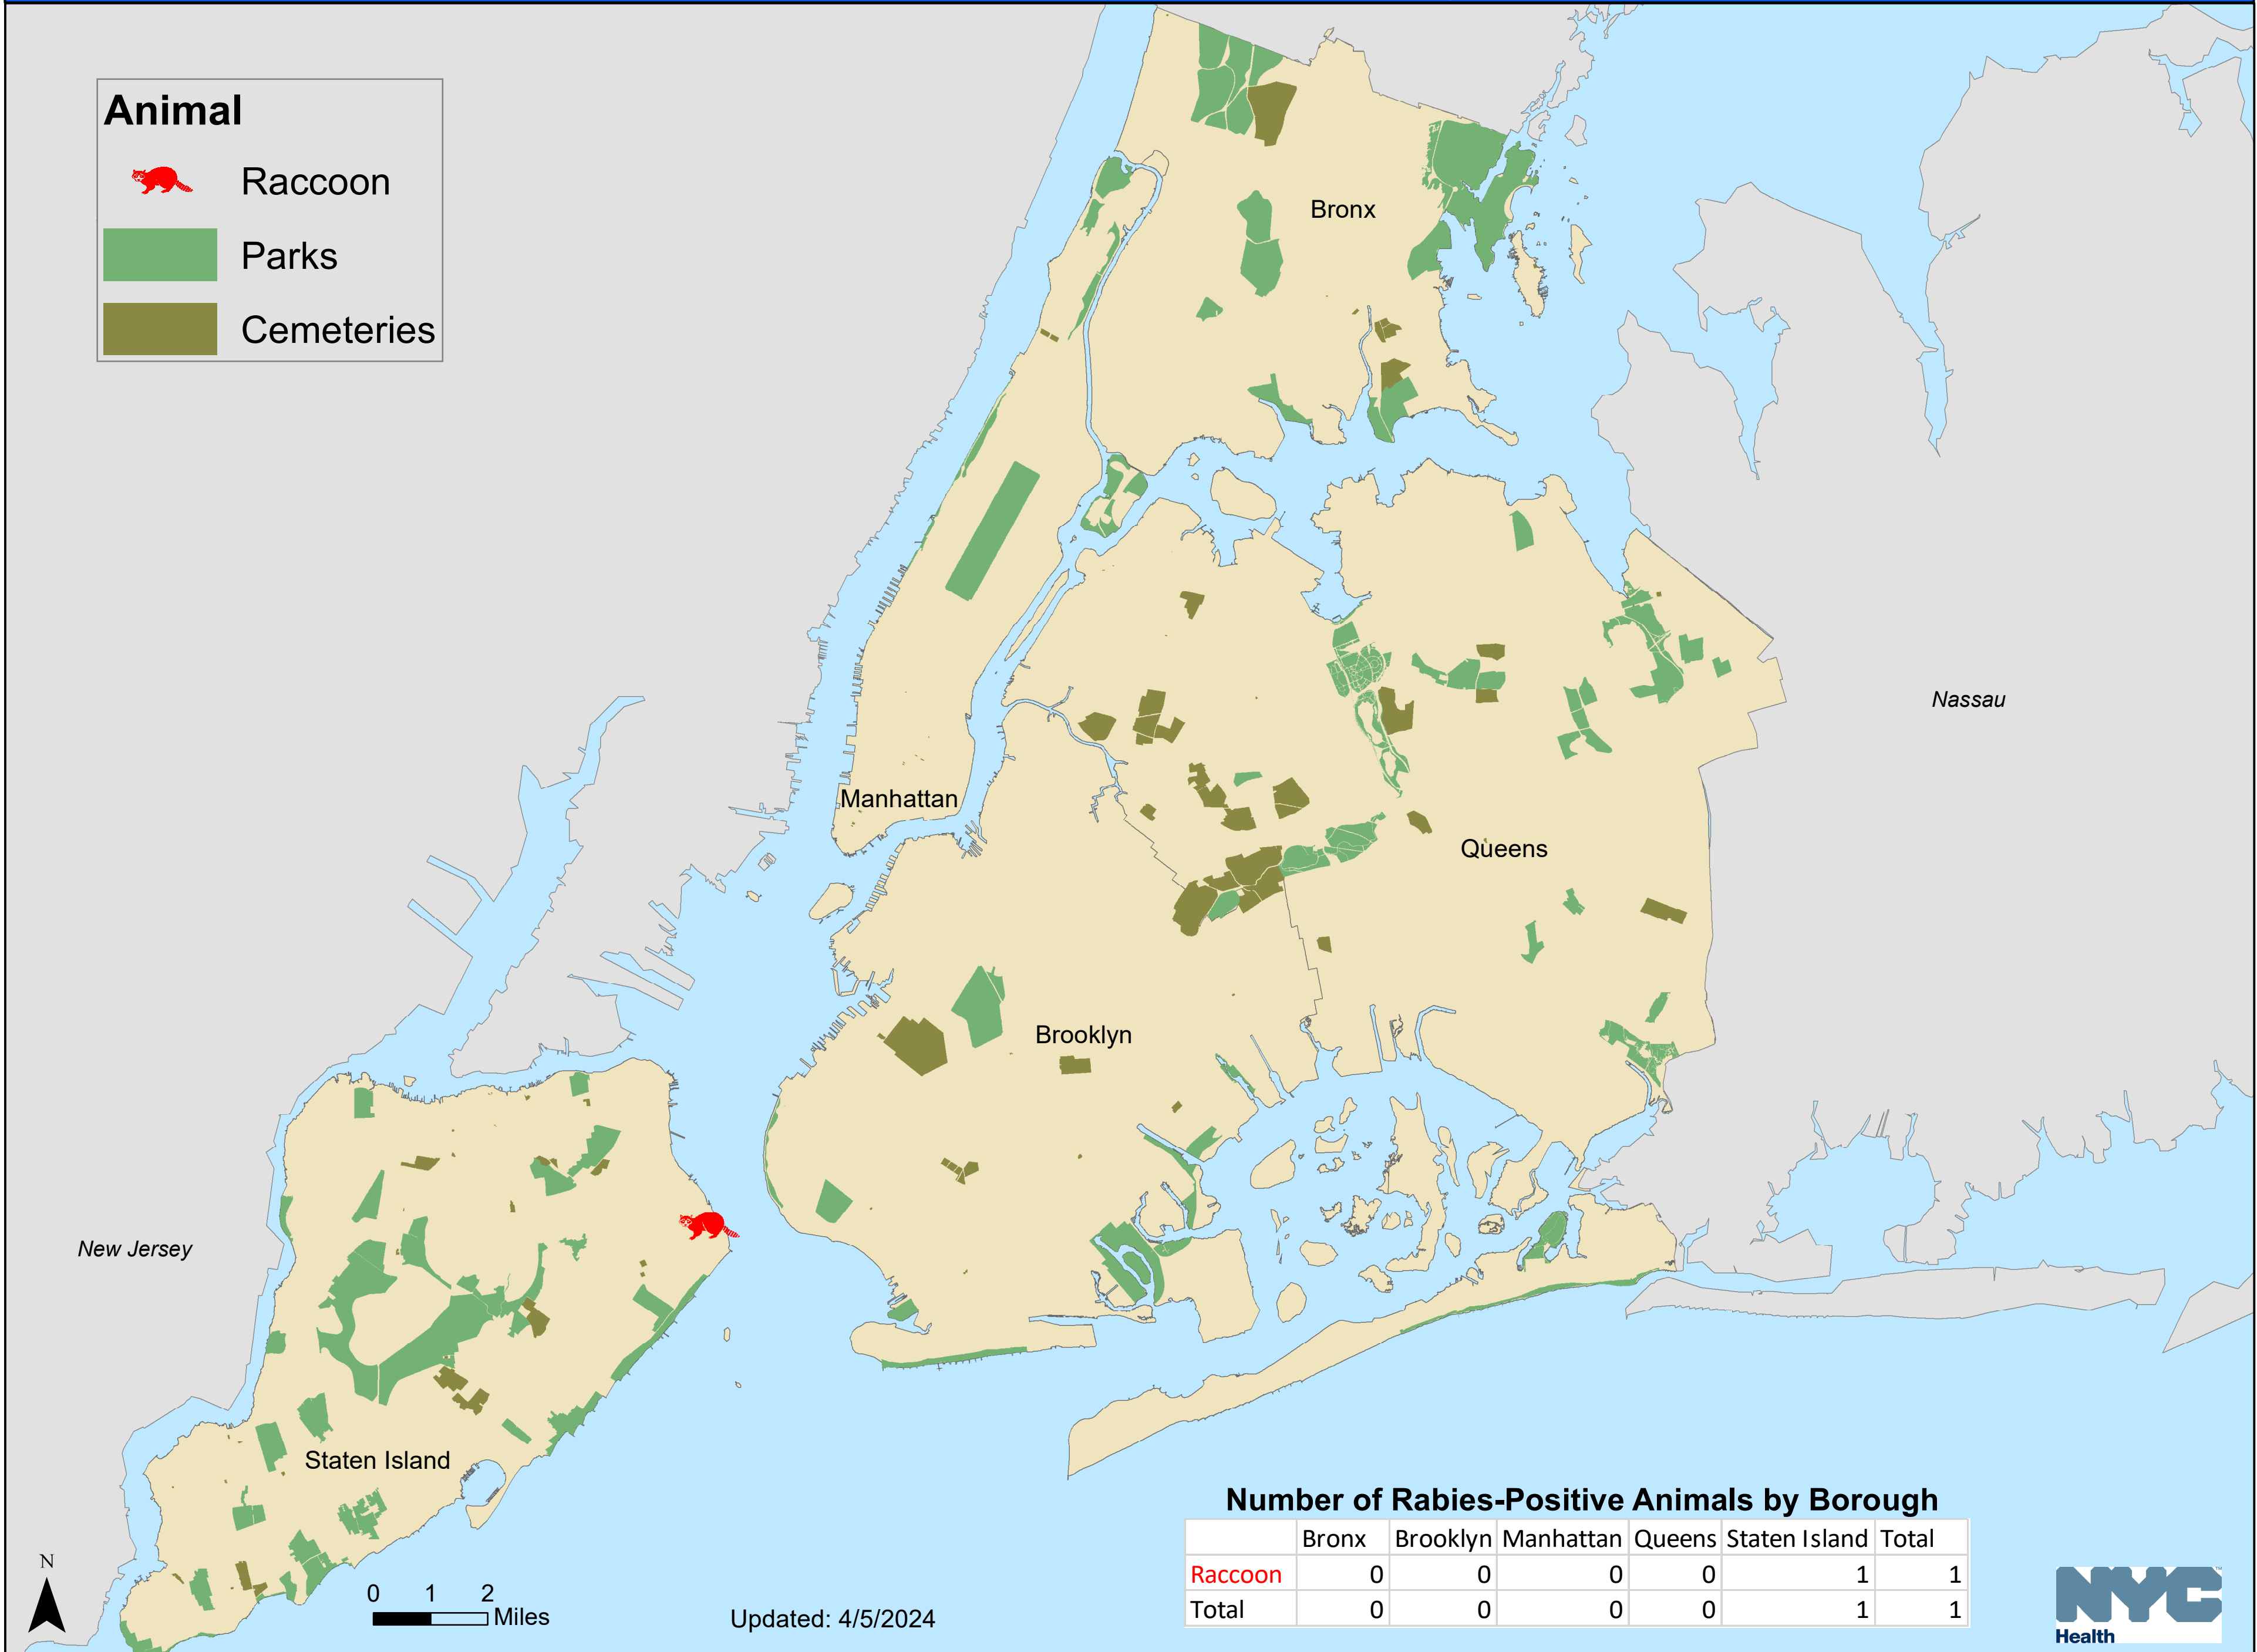 Animal
Raccoon
Parks
Cemeteries
Bronx
Nassau
Manhattan
Queens
Brooklyn
New Jersey
Staten Island
Number of Rabies-Positive Animals by Borough
Bronx Brooklyn Manhattan Queens Staten Island Total
Raccoon 0 0 0 0 1 1
Total 0 0 0 0 1 1
N
0 1 2
Miles
Updated: 4/5/2024
NYC
Health